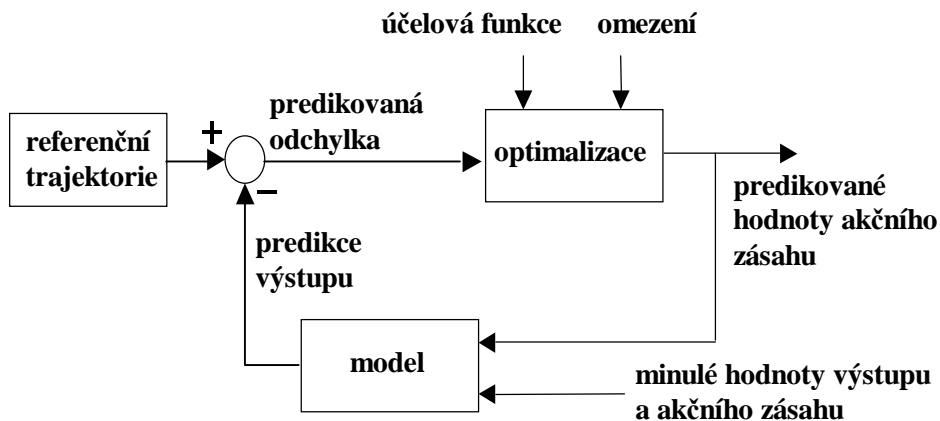 účelová funkce
omezení
predikovaná
odchylka
referenční
trajektorie
+
−
optimalizace
predikované
hodnoty akčního
zásahu
predikce
výstupu
model
minulé hodnoty výstupu
a akčního zásahu